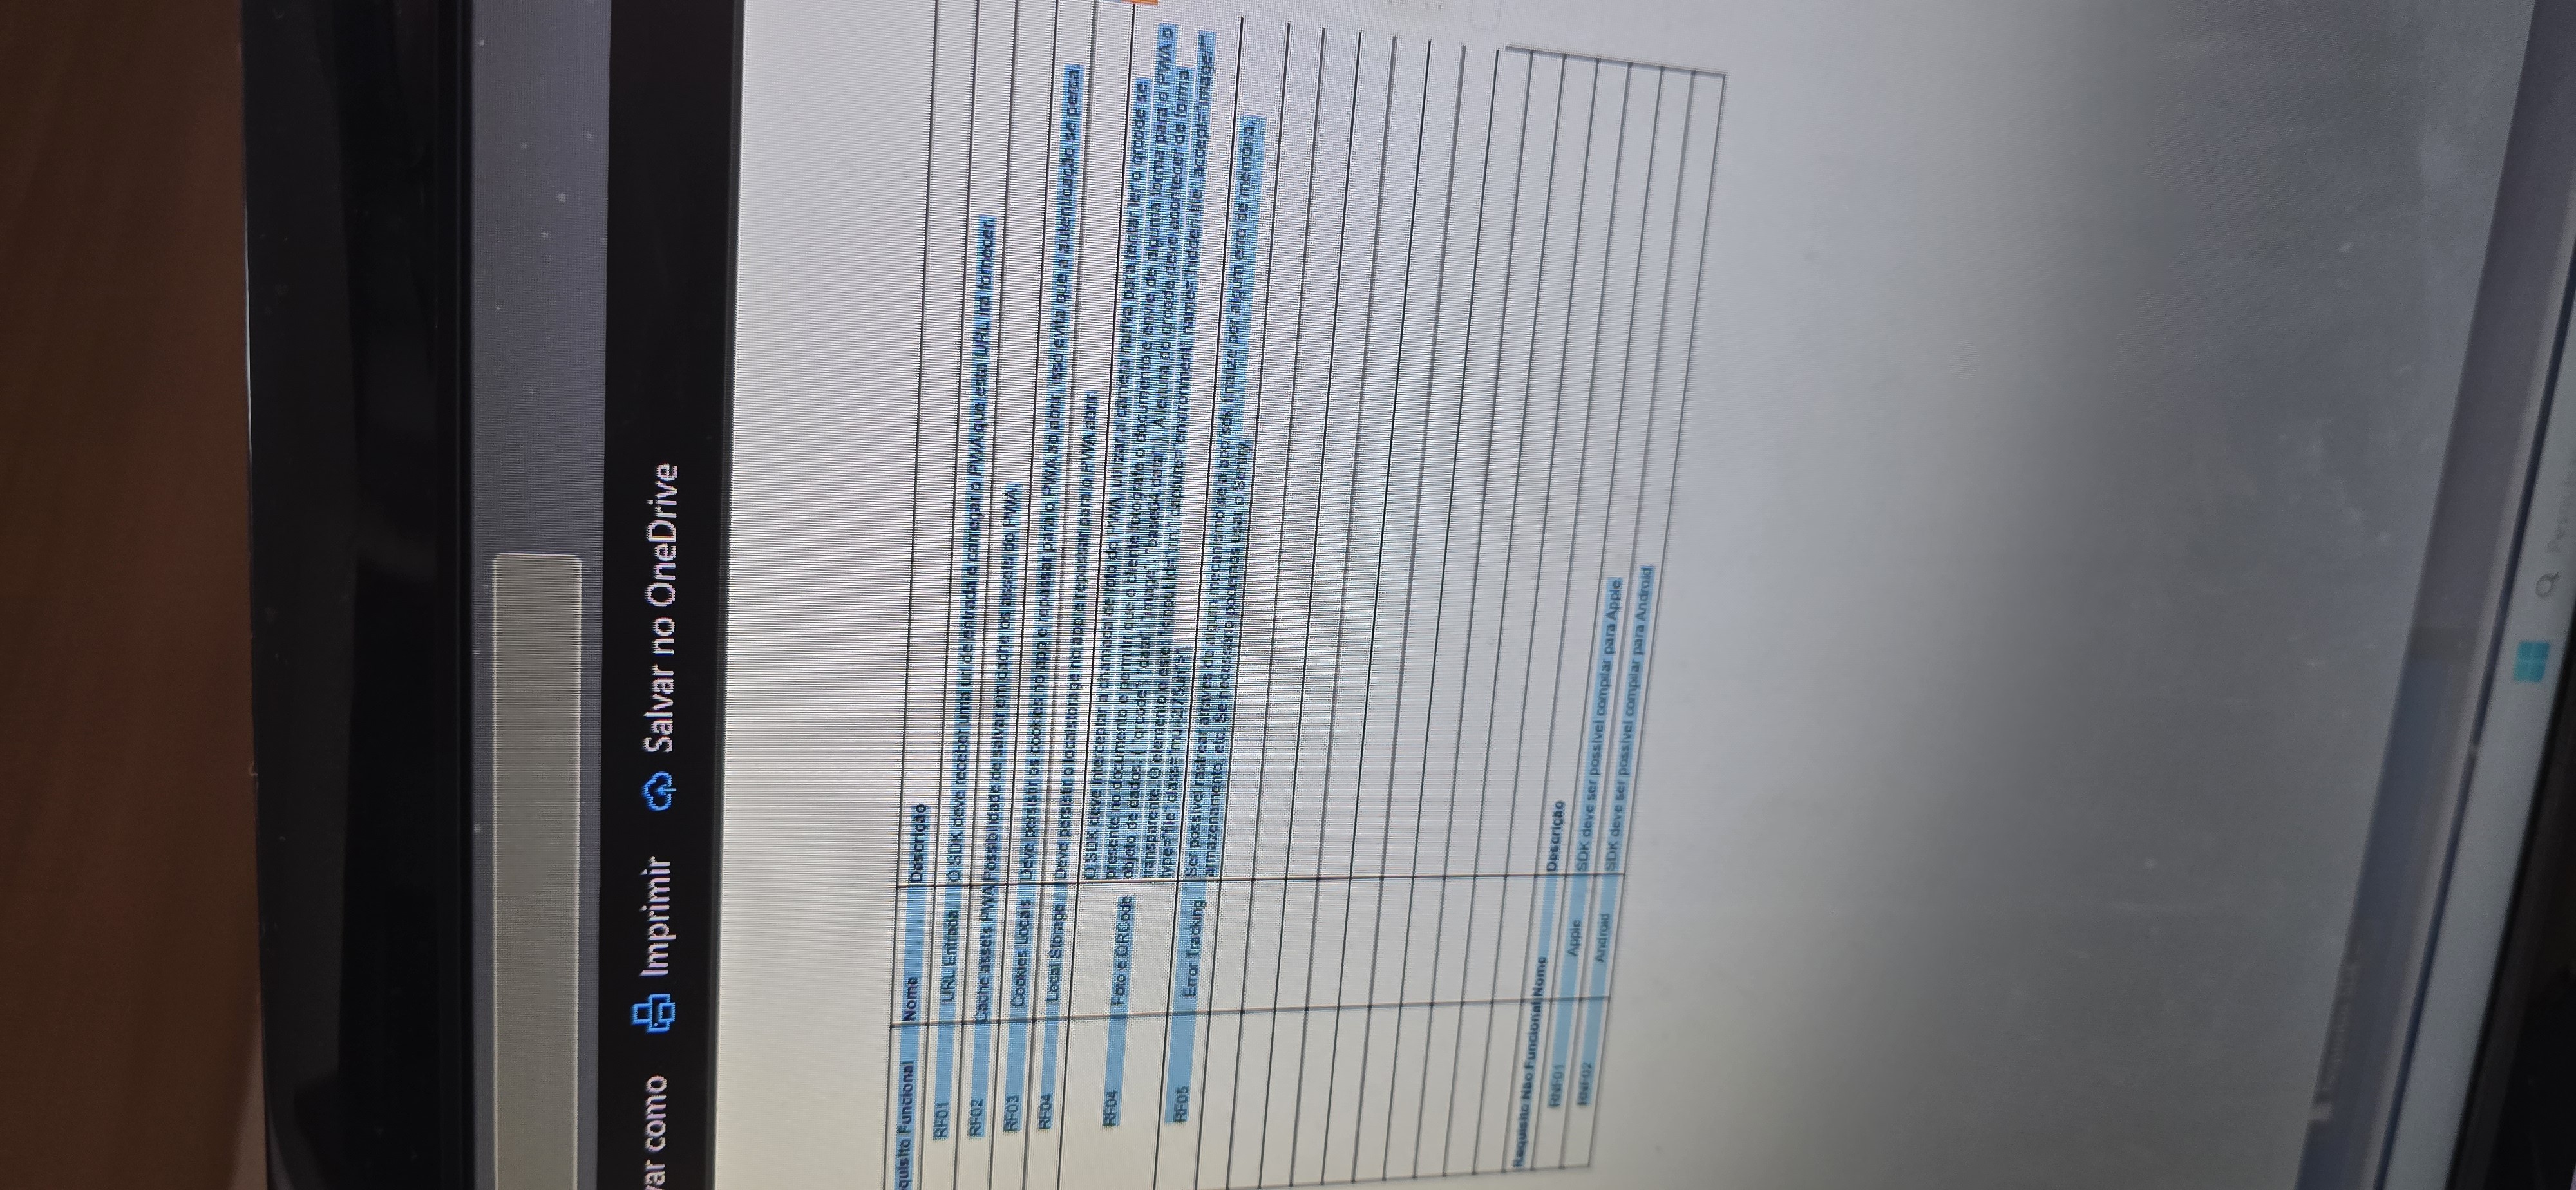 var como Imprimir Salvar no OneDrive
quisito Funcional Nome Descrição
RF01 URL Entrada O SDK deve receber uma url de entrada e carregar o PWA que esta URL irá fornecer.
RF02 Cache assets PWA Possibilidade de salvar em cache os assets do PWA.
RF03 Cookies Locais Deve persistir os cookies no app e repassar para o PWA ao abrir. Isso evita que a autenticação se perca.
RF04 Local Storage Deve persistir o localstorage no app e repassar para o PWA abrir.
RF04 Foto e QRCode O SDK deve interceptar a chamada de foto do PWA, utilizar a câmera nativa para tentar ler o qrcode se
presente no documento e permitir que o cliente fotografe o documento e envie de alguma forma para o PWA o
objeto de dados: { "qrcode": "data", "image": "base64:data" }. A leitura do qrcode deve acontecer de forma
transparente. O elemento é este: "<input id=":rn:" capture="environment" name="hidden-file" accept="image/*"
type="file" class="mui-2l75uh">".
RF05 Error Tracking Ser possível rastrear através de algum mecanismo se a app/sdk finalize por algum erro de memória,
armazenamento, etc. Se necessário podemos usar o Sentry.
Requisito Não Funcional Nome Descrição
RNF01 Apple SDK deve ser possível compilar para Apple.
RNF02 Android SDK deve ser possível compilar para Android.